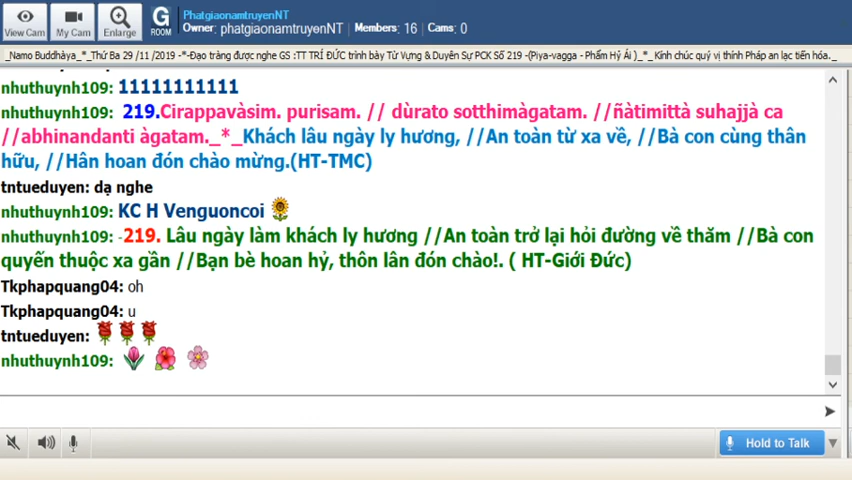 View Cam
My Cam
Enlarge
G
ROOM
PhatgiaonamtruyenNT
Owner: phatgiaonamtruyenNT | Members: 16 | Cams: 0
_Namo Buddhàya_*_Thứ Ba 29 /11 /2019 -*-Đạo tràng được nghe GS :TT TRÍ ĐỨC trình bày Từ Vựng & Duyên Sự PCK Số 219 -(Piya-vagga - Phẩm Hỷ Ái )_*_ Kính chúc quý vị thính Pháp an lạc tiến hóa._
nhuthuynh109: 11111111111
nhuthuynh109: 219.Cirappavàsim. purisam. // dùrato sotthimàgatam. //ñàtimittà suhajjà ca
//abhinandanti àgatam._*_Khách lâu ngày ly hương, //An toàn từ xa về, //Bà con cùng thân
hữu, //Hân hoan đón chào mừng.(HT-TMC)
tntueduyen: dạ nghe
nhuthuynh109: KC H Venguoncoi
nhuthuynh109: -219. Lâu ngày làm khách ly hương //An toàn trở lại hỏi đường về thăm //Bà con
quyến thuộc xa gần //Bạn bè hoan hỷ, thôn lân đón chào!. ( HT-Giới Đức)
Tkphapquang04: oh
Tkphapquang04: u
tntueduyen:
nhuthuynh109:
Hold to Talk